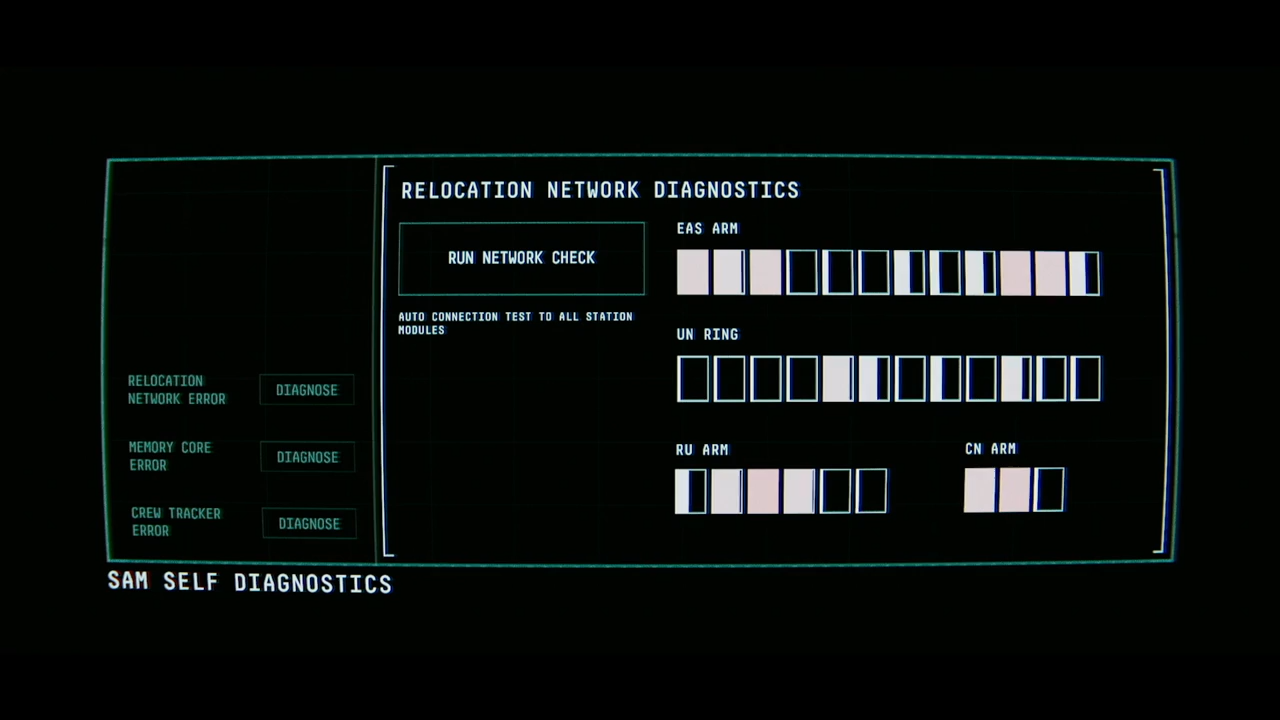 RELOCATION NETWORK DIAGNOSTICS
RUN NETWORK CHECK
AUTO CONNECTION TEST TO ALL STATION
MODULES
EAS ARM
UN RING
RU ARM
CN ARM
RELOCATION
NETWORK ERROR
DIAGNOSE
MEMORY CORE
ERROR
DIAGNOSE
CREW TRACKER
ERROR
DIAGNOSE
SAM SELF DIAGNOSTICS